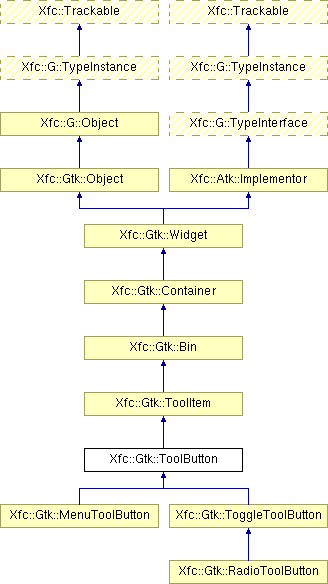 Xfc::Trackable
Xfc::Trackable
Xfc::G::TypeInstance
Xfc::G::TypeInstance
Xfc::G::Object
Xfc::G::TypeInterface
Xfc::Gtk::Object
Xfc::Atk::Implementor
Xfc::Gtk::Widget
Xfc::Gtk::Container
Xfc::Gtk::Bin
Xfc::Gtk::ToolItem
Xfc::Gtk::ToolButton
Xfc::Gtk::MenuToolButton
Xfc::Gtk::ToggleToolButton
Xfc::Gtk::RadioToolButton